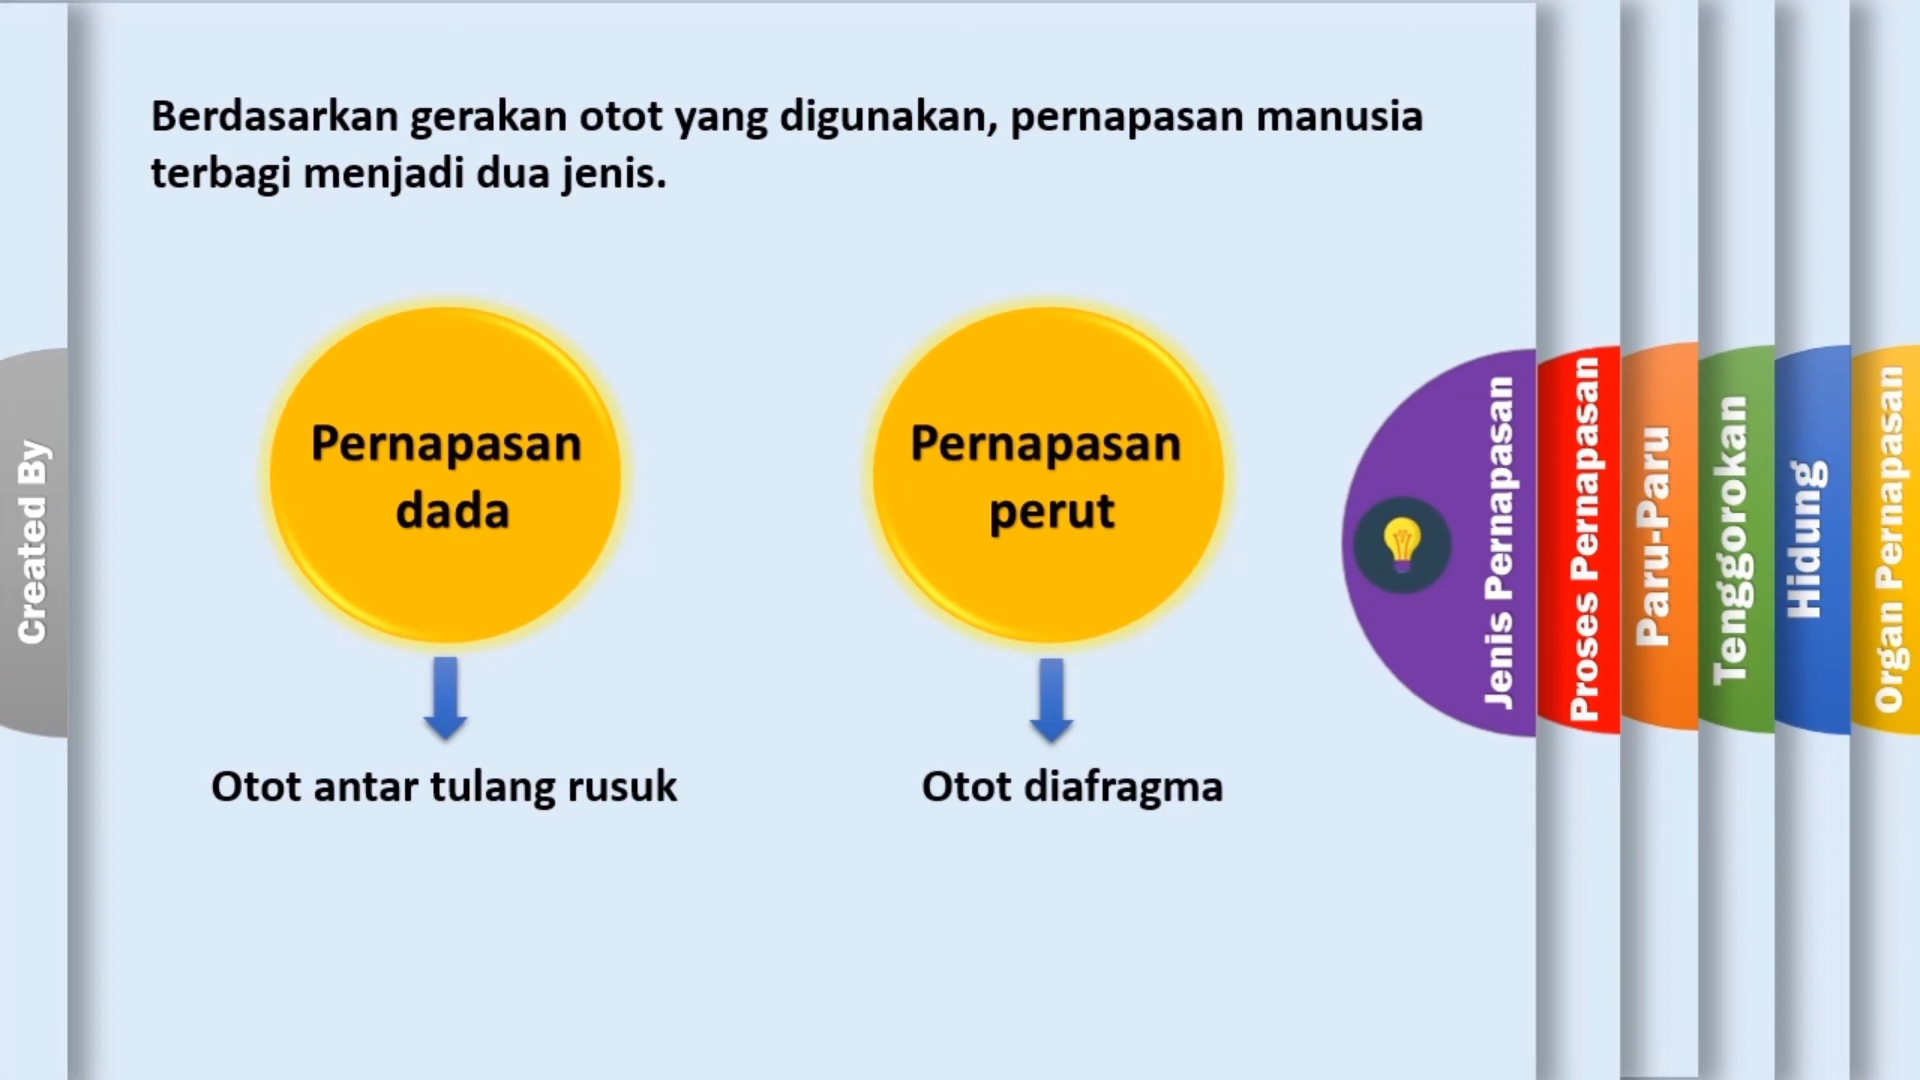 Created By
Berdasarkan gerakan otot yang digunakan, pernapasan manusia
terbagi menjadi dua jenis.
Pernapasan
dada
Otot antar tulang rusuk
Pernapasan
perut
Otot diafragma
Jenis Pernapasan
Proses Pernapasan
Paru-Paru
Tenggorokan
Hidung
Organ Pernapasan